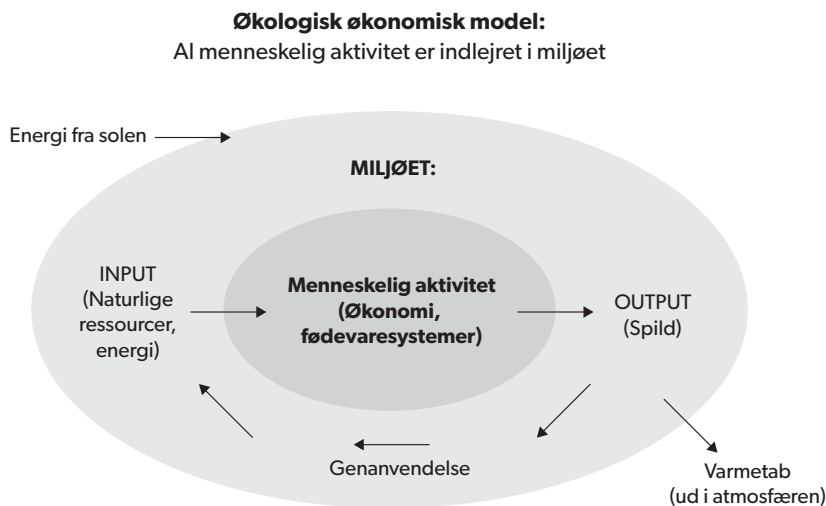 Økologisk økonomisk model:
Al menneskelig aktivitet er indlejret i miljøet
Energi fra solen
MILJØET:
INPUT
(Naturlige
ressourcer,
energi)
Menneskelig aktivitet
(Økonomi,
fødevaresystemer)
OUTPUT
(Spild)
Genanvendelse
Varmetab
(ud i atmosfæren)